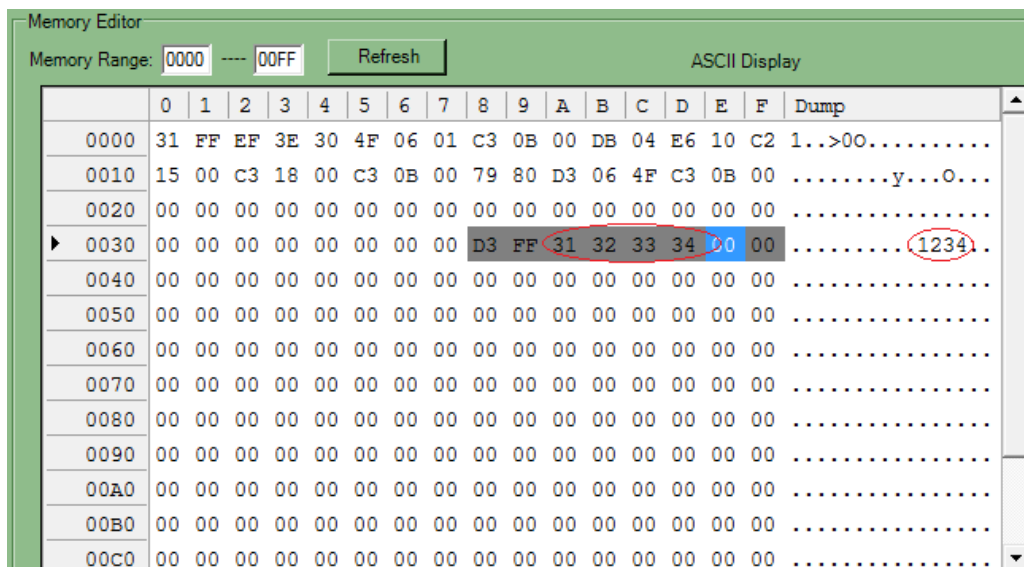 Memory Editor
Memory Range: 0000 ---- 00FF Refresh ASCII Display
0 1 2 3 4 5 6 7 8 9 A B C D E F Dump
0000 31 FF EF 3E 30 4F 06 01 C3 0B 00 DB 04 E6 10 C2 1..>0O..........
0010 15 00 C3 18 00 C3 0B 00 79 80 D3 06 4F C3 0B 00 ........y...O...
0020 00 00 00 00 00 00 00 00 00 00 00 00 00 00 00 00 ................
0030 00 00 00 00 00 00 00 00 D3 FF 31 32 33 34 00 00 ..........1234..
0040 00 00 00 00 00 00 00 00 00 00 00 00 00 00 00 00 ................
0050 00 00 00 00 00 00 00 00 00 00 00 00 00 00 00 00 ................
0060 00 00 00 00 00 00 00 00 00 00 00 00 00 00 00 00 ................
0070 00 00 00 00 00 00 00 00 00 00 00 00 00 00 00 00 ................
0080 00 00 00 00 00 00 00 00 00 00 00 00 00 00 00 00 ................
0090 00 00 00 00 00 00 00 00 00 00 00 00 00 00 00 00 ................
00A0 00 00 00 00 00 00 00 00 00 00 00 00 00 00 00 00 ................
00B0 00 00 00 00 00 00 00 00 00 00 00 00 00 00 00 00 ................
00C0 00 00 00 00 00 00 00 00 00 00 00 00 00 00 00 00 ................